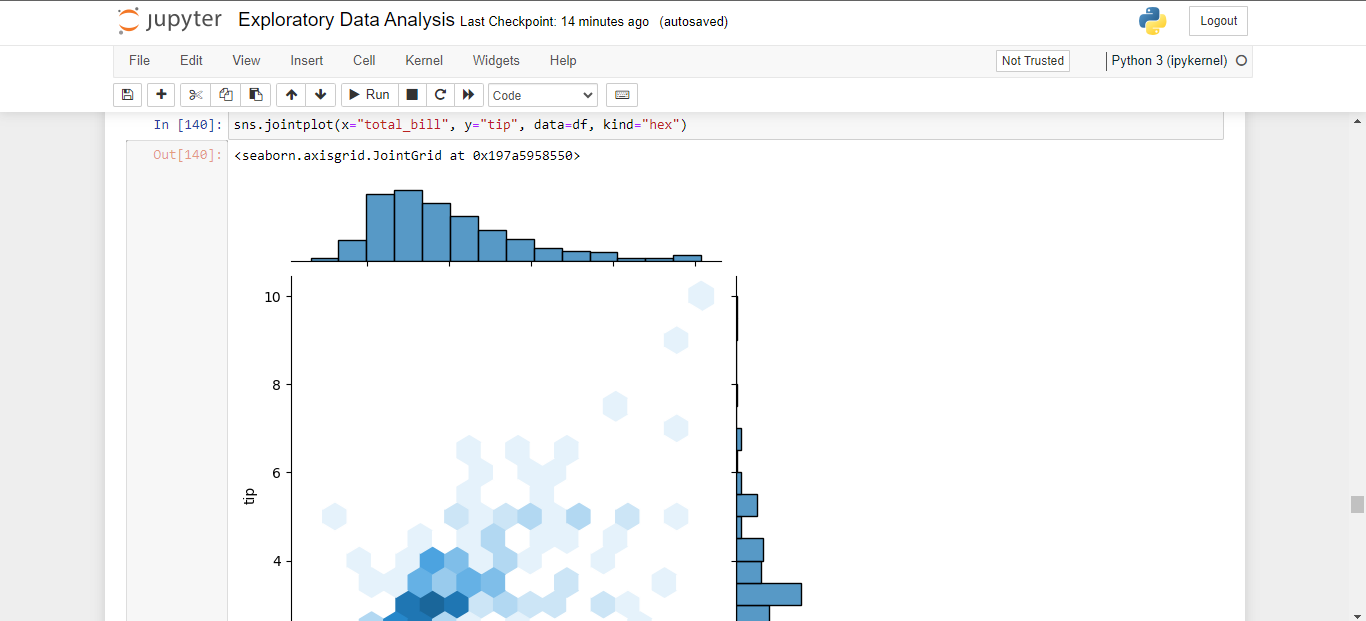 jupyter Exploratory Data Analysis Last Checkpoint: 14 minutes ago (autosaved) Logout
File Edit View Insert Cell Kernel Widgets Help Not Trusted Python 3 (ipykernel)
Run Code
In [140]: sns.jointplot(x="total_bill", y="tip", data=df, kind="hex")
Out[140]: <seaborn.axisgrid.JointGrid at 0x197a5958550>
10
8
6
tip
4